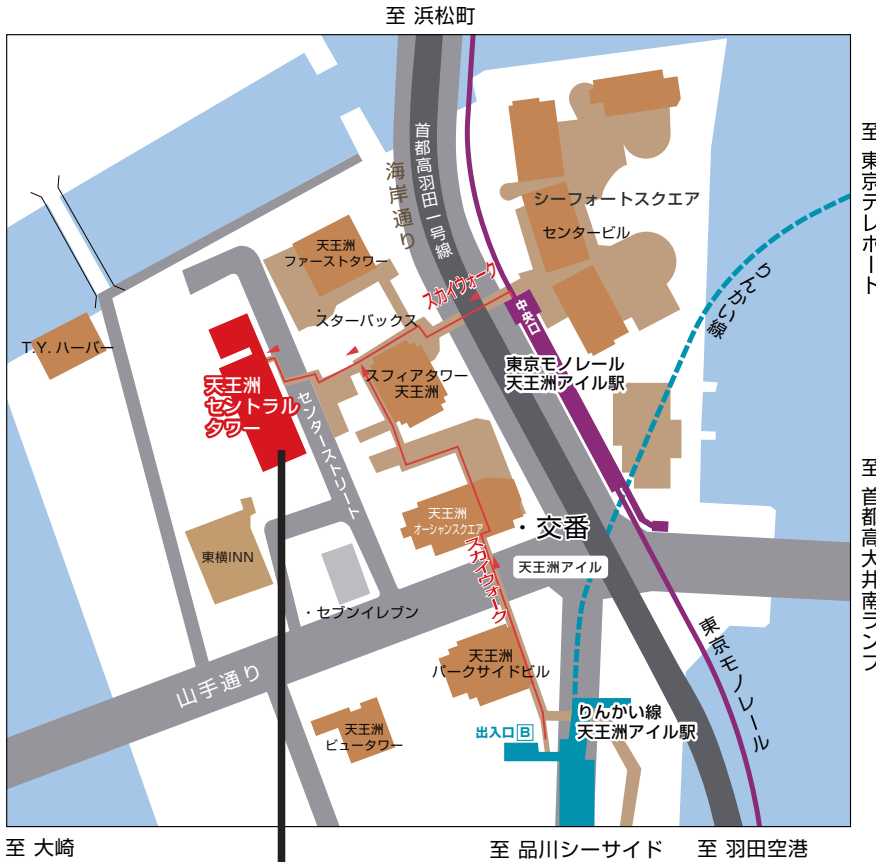 至 浜松町
至 東京テレポート
首都高羽田一号線
海岸通り
シーフォートスクエア
センタービル
りんかい線
天王洲
ファーストタワー
スカイウォーク
スターバックス
中央口
T.Y. ハーバー
東京モノレール
天王洲アイル駅
スフィアタワー
天王洲
天王洲
セントラル
タワー
センターストリート
至 首都高大井南ランプ
天王洲
オーシャンスクエア
・交番
東横INN
スカイウォーク
天王洲アイル
・セブンイレブン
東京モノレール
山手通り
天王洲
パークサイドビル
天王洲
ビュータワー
出入口B
りんかい線
天王洲アイル駅
至 大崎
至 品川シーサイド
至 羽田空港